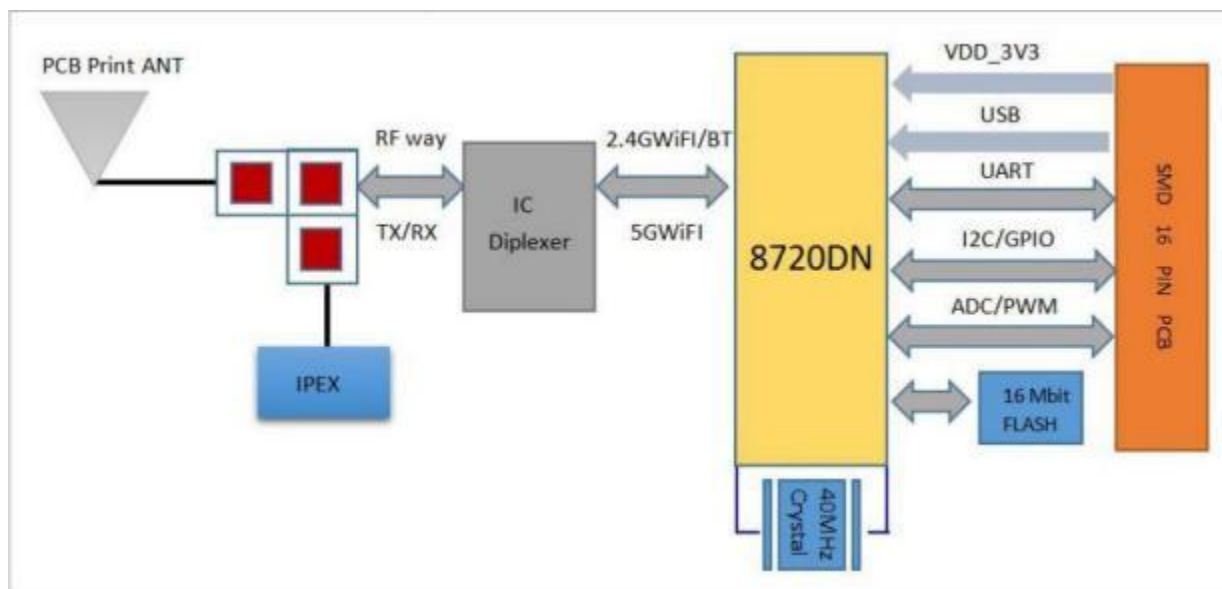 PCB Print ANT
RF way
TX/RX
IPEX
IC
Diplexer
2.4GWiFI/BT
5GWiFI
8720DN
40MHz
Crystal
VDD_3V3
USB
UART
I2C/GPIO
ADC/PWM
16 Mbit
FLASH
SMD 16 PIN PCB